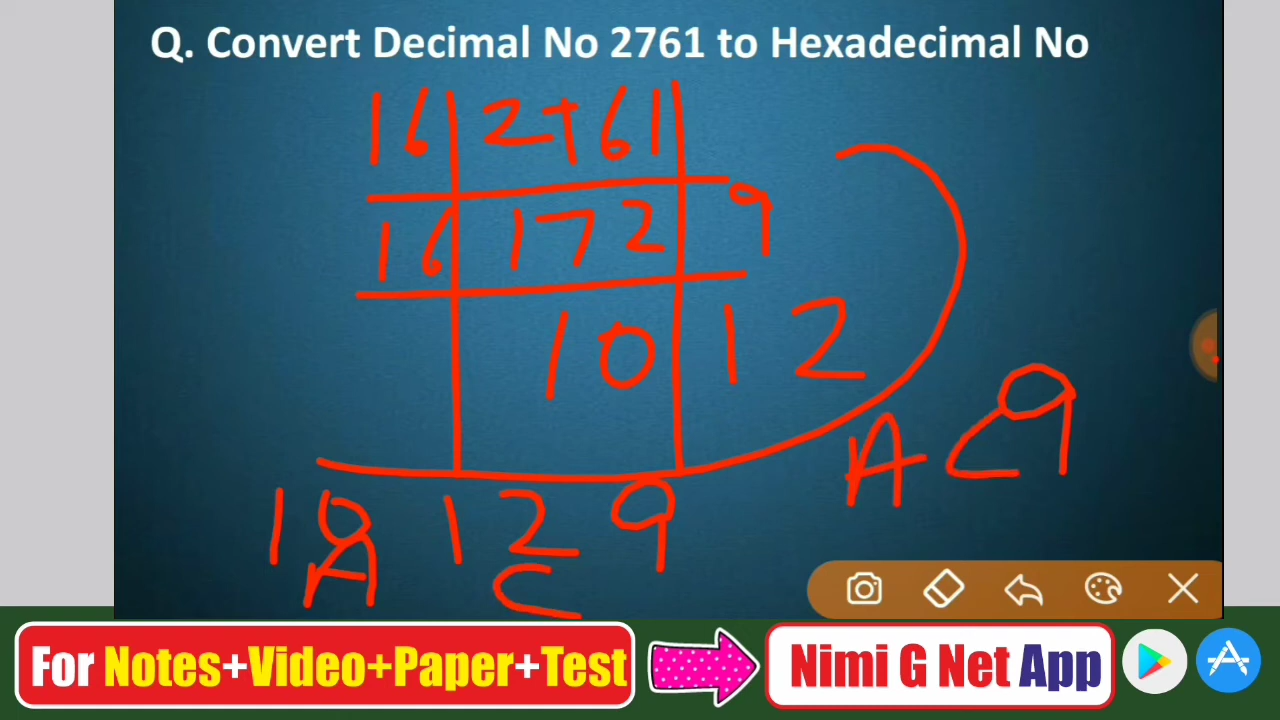 Q. Convert Decimal No 2761 to Hexadecimal No
16 2761
16 172 9
10 12
A C 9
10 12 9
A C
For Notes+Video+Paper+Test
Nimi G Net App